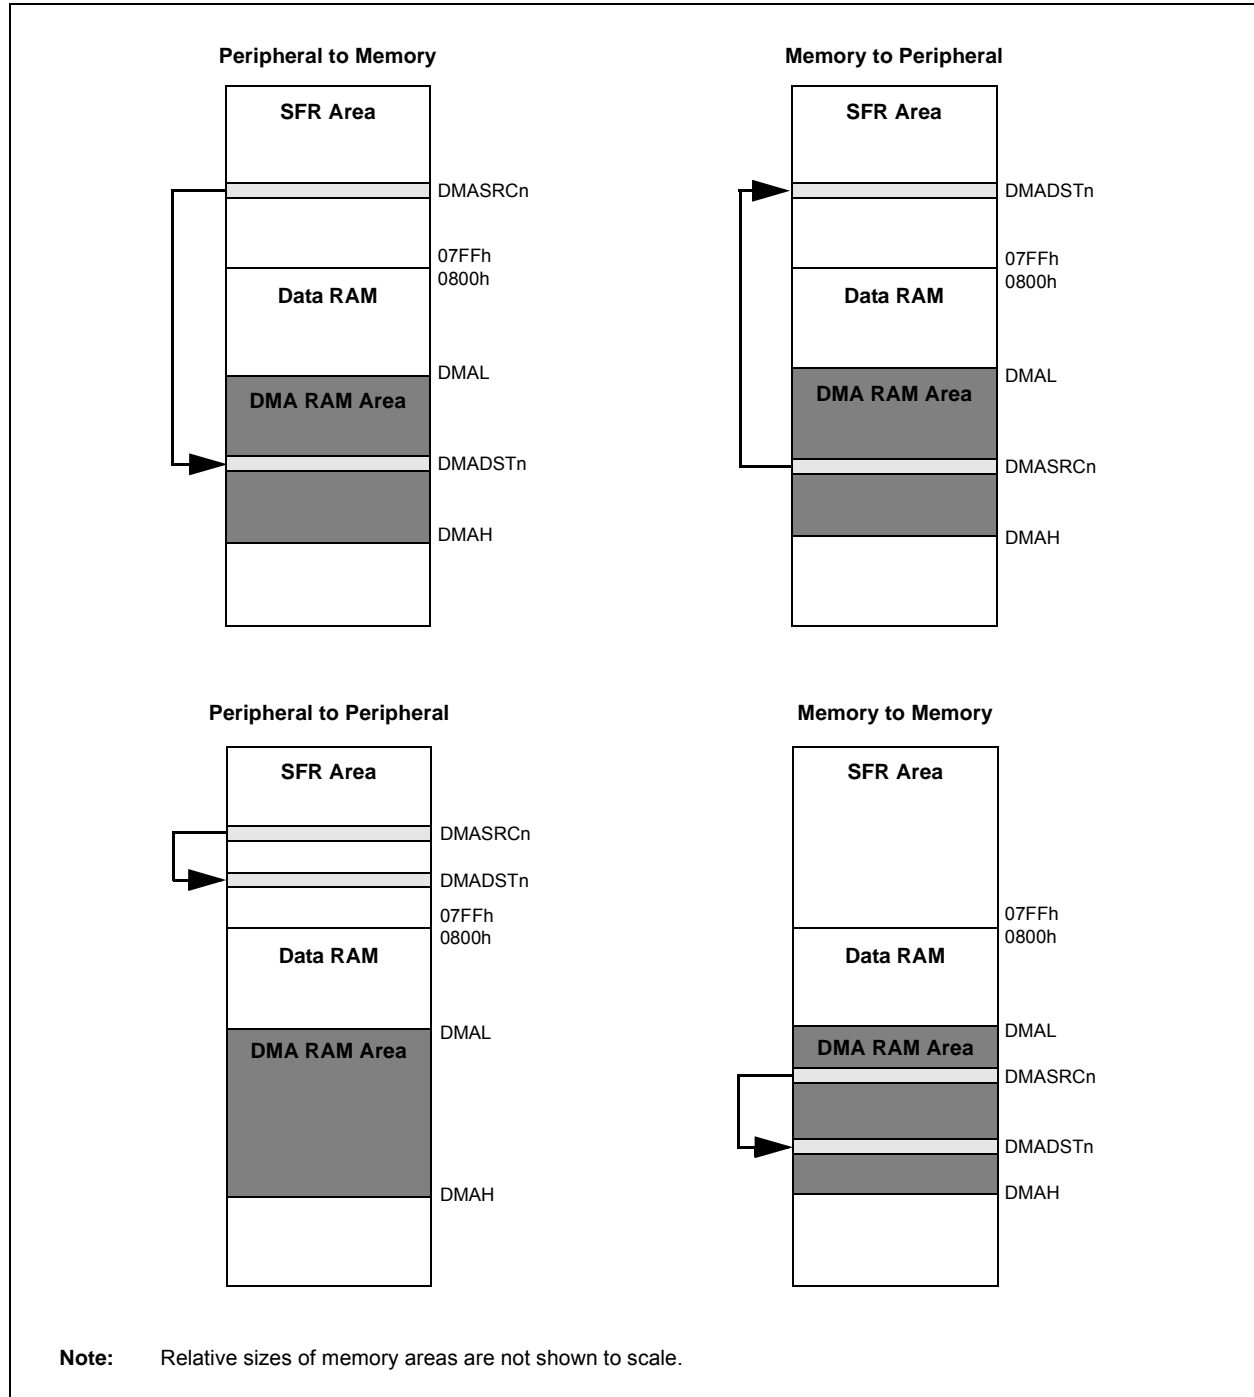 Peripheral to Memory
SFR Area
DMASRCn
07FFh
0800h
Data RAM
DMAL
DMA RAM Area
DMADSTn
DMAH
Memory to Peripheral
SFR Area
DMADSTn
07FFh
0800h
Data RAM
DMAL
DMA RAM Area
DMASRCn
DMAH
Peripheral to Peripheral
SFR Area
DMASRCn
DMADSTn
07FFh
0800h
Data RAM
DMAL
DMA RAM Area
DMAH
Memory to Memory
SFR Area
07FFh
0800h
Data RAM
DMAL
DMA RAM Area
DMASRCn
DMADSTn
DMAH
Note: Relative sizes of memory areas are not shown to scale.